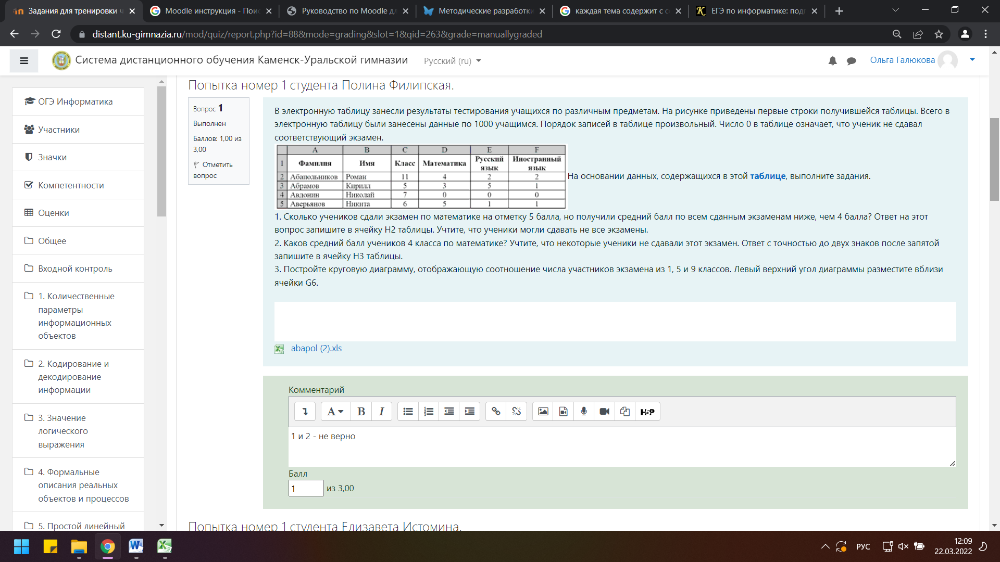 Задания для тренировки ч
Moodle инструкция - Пои
Руководство по Moodle дл
Методические разработки
каждая тема содержит с с
ЕГЭ по информатике: под
distant.ku-gimnazia.ru/mod/quiz/report.php?id=88&mode=grading&slot=1&qid=263&grade=manuallygraded
Система дистанционного обучения Каменск-Уральской гимназии
Русский (ru)
Ольга Галюкова
ОГЭ Информатика
Участники
Значки
Компетентности
Оценки
Общее
Входной контроль
1. Количественные
параметры
информационных
объектов
2. Кодирование и
декодирование
информации
3. Значение
логического
выражения
4. Формальные
описания реальных
объектов и процессов
5. Простой линейный
Попытка номер 1 студента Полина Филипская.
Вопрос 1
Выполнен
Баллов: 1,00 из
3,00
Отметить
вопрос
В электронную таблицу занесли результаты тестирования учащихся по различным предметам. На рисунке приведены первые строки получившейся таблицы. Всего в
электронную таблицу были занесены данные по 1000 учащимся. Порядок записей в таблице произвольный. Число 0 в таблице означает, что ученик не сдавал
соответствующий экзамен.
A B C D E F
1 Фамилия Имя Класс Математика Русский язык Иностранный язык
2 Абапольников Роман 11 4 2 2
3 Абрамов Кирилл 5 3 5 1
4 Авдонин Николай 7 0 0 0
5 Аверьянов Никита 6 5 1 1
На основании данных, содержащихся в этой таблице, выполните задания.
1. Сколько учеников сдали экзамен по математике на отметку 5 балла, но получили средний балл по всем сданным экзаменам ниже, чем 4 балла? Ответ на этот
вопрос запишите в ячейку H2 таблицы. Учтите, что ученики могли сдавать не все экзамены.
2. Каков средний балл учеников 4 класса по математике? Учтите, что некоторые ученики не сдавали этот экзамен. Ответ с точностью до двух знаков после запятой
запишите в ячейку H3 таблицы.
3. Постройте круговую диаграмму, отображающую соотношение числа участников экзамена из 1, 5 и 9 классов. Левый верхний угол диаграммы разместите вблизи
ячейки G6.
abapol (2).xls
Комментарий
A B I
H5P
1 и 2 - не верно
Балл
1 из 3,00
Попытка номер 1 студента Елизавета Истомина.
РУС
12:09
22.03.2022